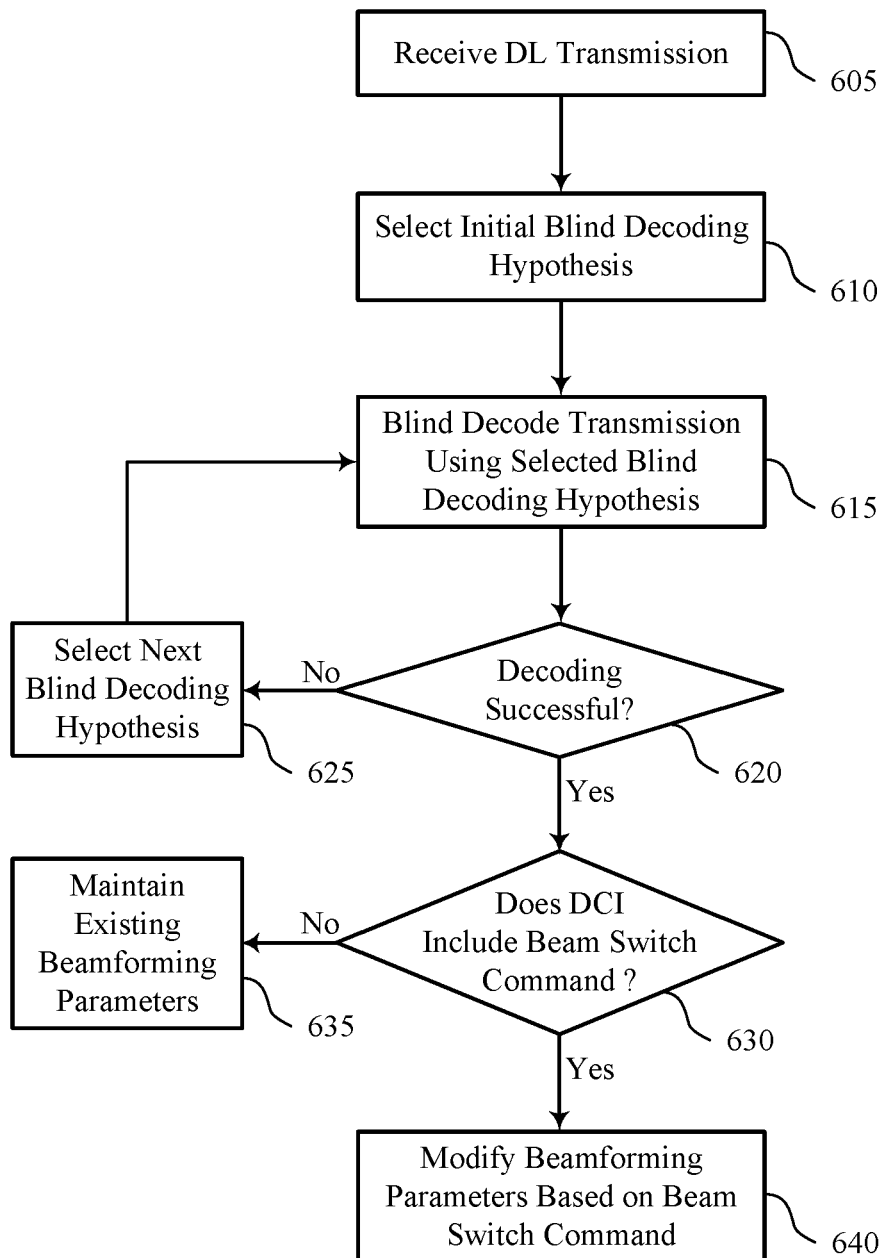 Receive DL Transmission
605
Select Initial Blind Decoding
Hypothesis
610
Blind Decode Transmission
Using Selected Blind
Decoding Hypothesis
615
Select Next
Blind Decoding
Hypothesis
625
No
Decoding
Successful?
620
Yes
Maintain
Existing
Beamforming
Parameters
635
No
Does DCI
Include Beam Switch
Command ?
630
Yes
Modify Beamforming
Parameters Based on Beam
Switch Command
640